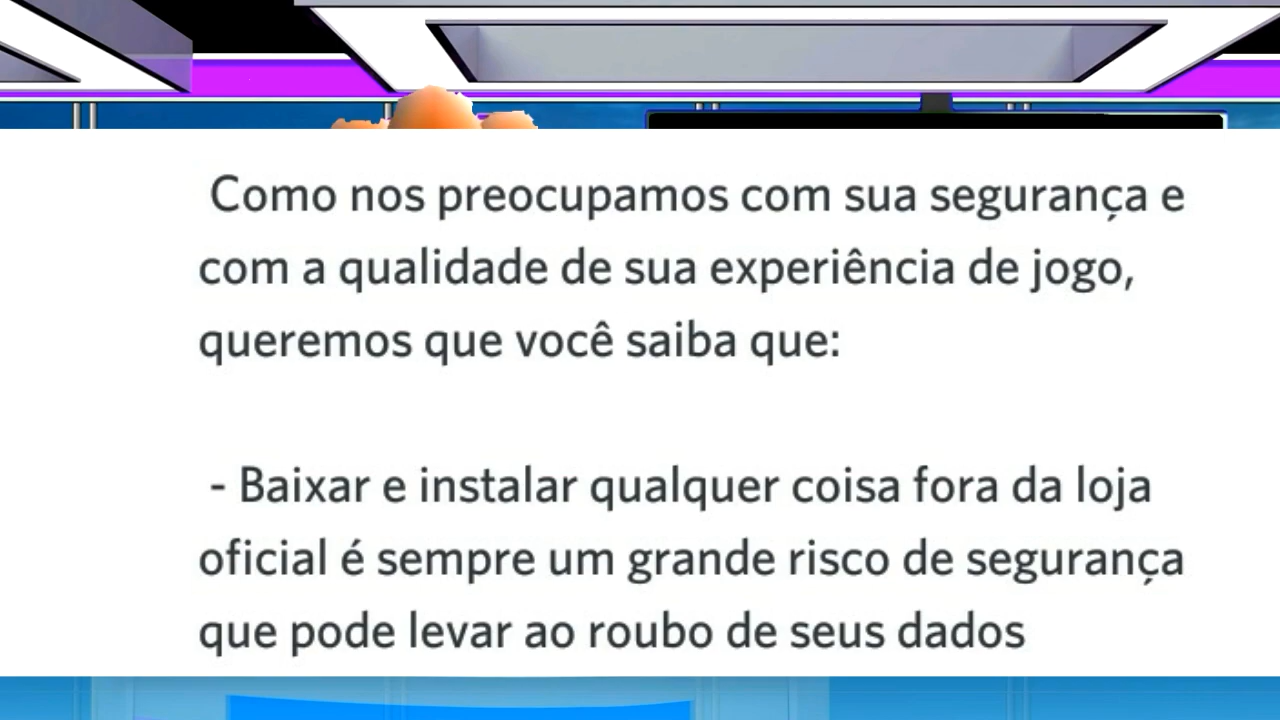 Como nos preocupamos com sua segurança e
com a qualidade de sua experiência de jogo,
queremos que você saiba que:
- Baixar e instalar qualquer coisa fora da loja
oficial é sempre um grande risco de segurança
que pode levar ao roubo de seus dados